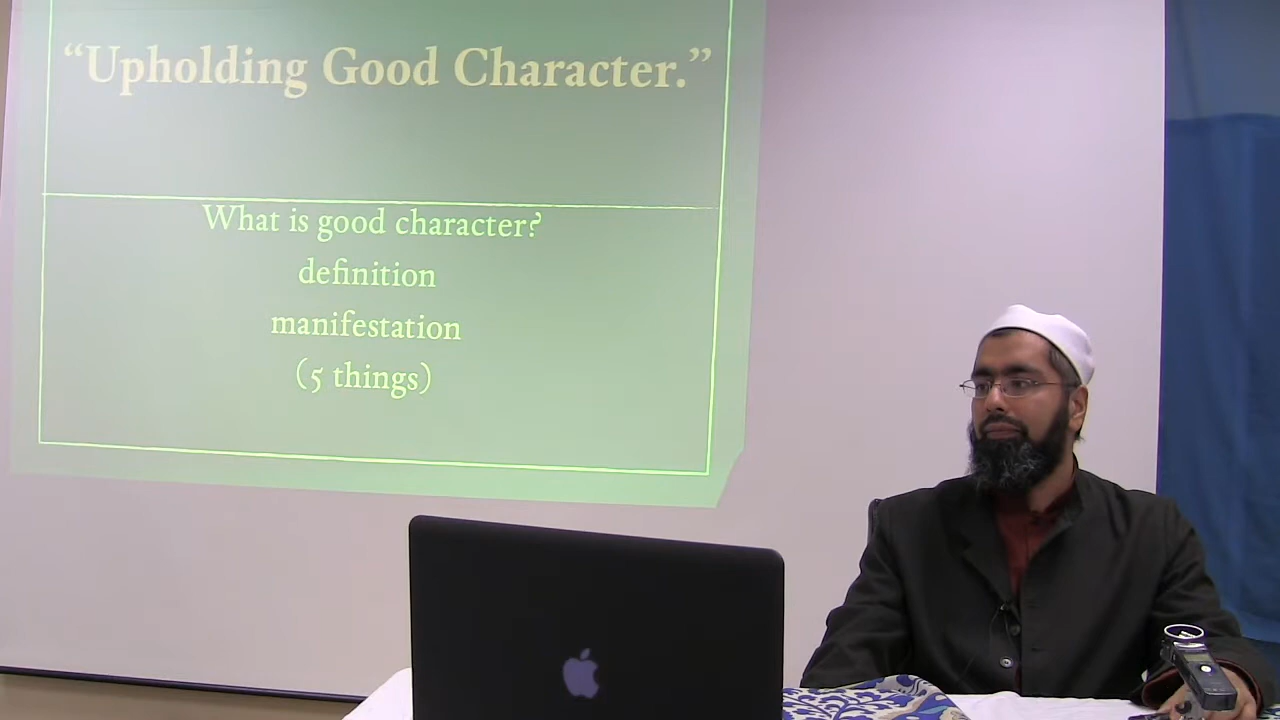 “Upholding Good Character.”
What is good character?
definition
manifestation
(5 things)